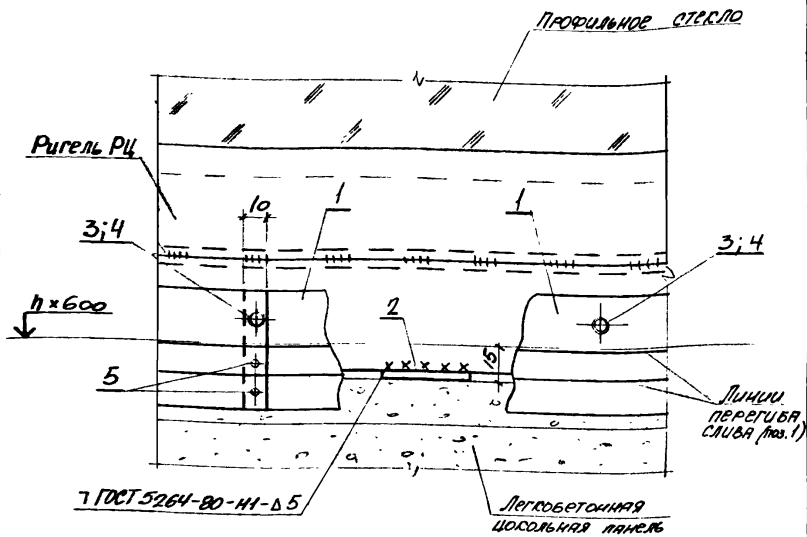 Профильное стекло
Ригель РЦ
10
1
1
3; 4
3; 4
h×600
2
15
5
Линии
перегиба
слива (поз. 1)
ГОСТ 5264-80-Н1-Δ5
Легкобетонная
цокольная панель